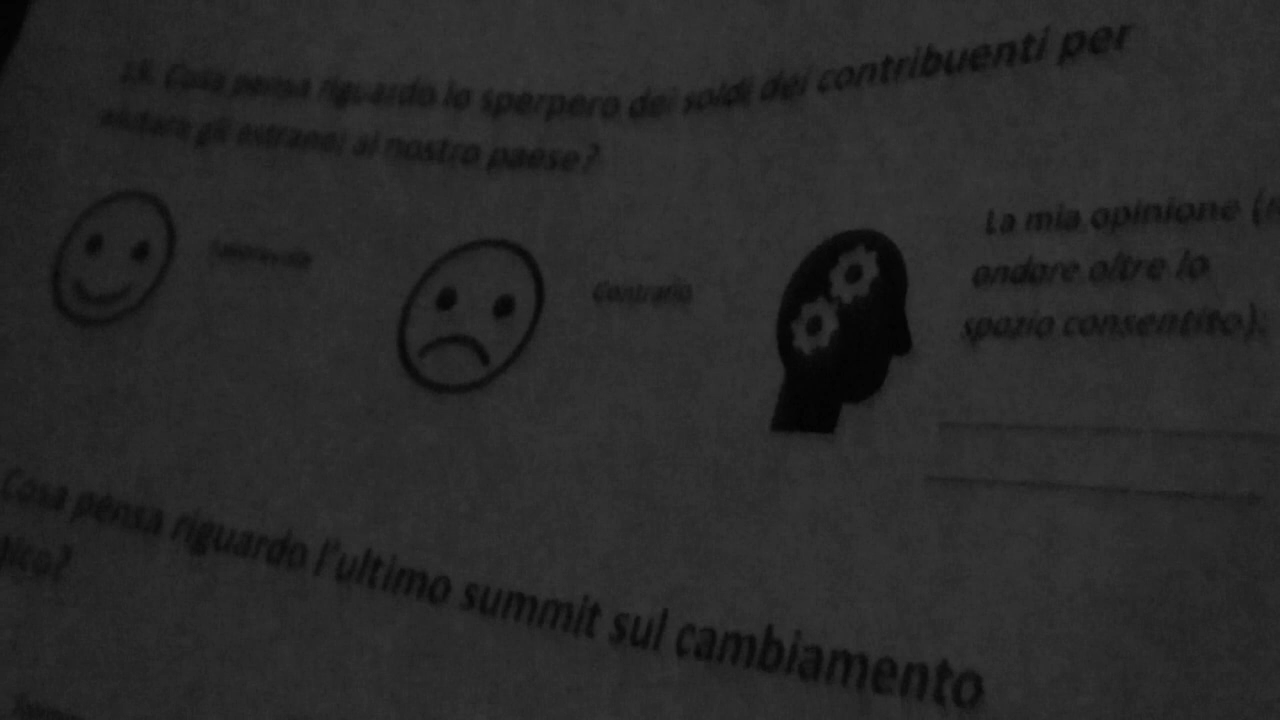 Cosa pensa riguardo lo sperpero dei soldi dei contribuenti per
aiutare gli estranei al nostro paese?
Favorevole
Contrario
La mia opinione
andare oltre lo
spazio consentito).
Cosa pensa riguardo l'ultimo summit sul cambiamento